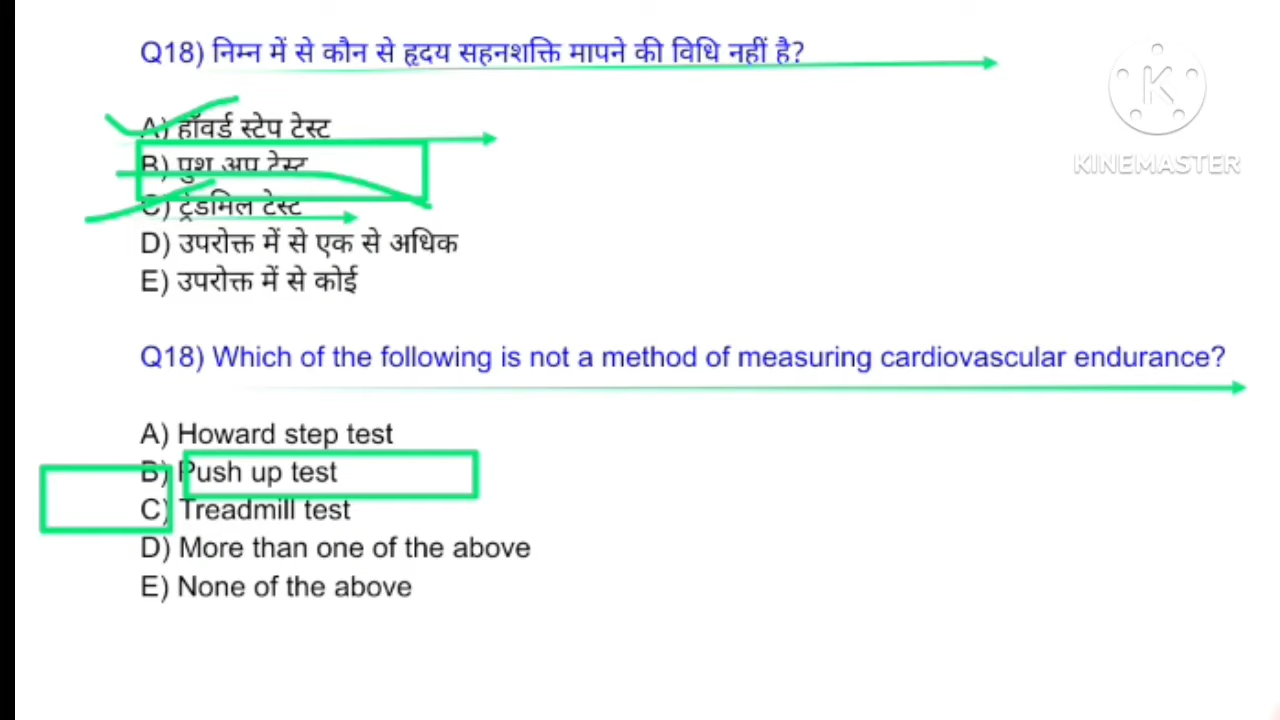 Q18) निम्न में से कौन से हृदय सहनशक्ति मापने की विधि नहीं है?
A) हॉवर्ड स्टेप टेस्ट
B) पुश अप टेस्ट
C) ट्रेडमिल टेस्ट
D) उपरोक्त में से एक से अधिक
E) उपरोक्त में से कोई
Q18) Which of the following is not a method of measuring cardiovascular endurance?
A) Howard step test
B) Push up test
C) Treadmill test
D) More than one of the above
E) None of the above
K
KINEMASTER